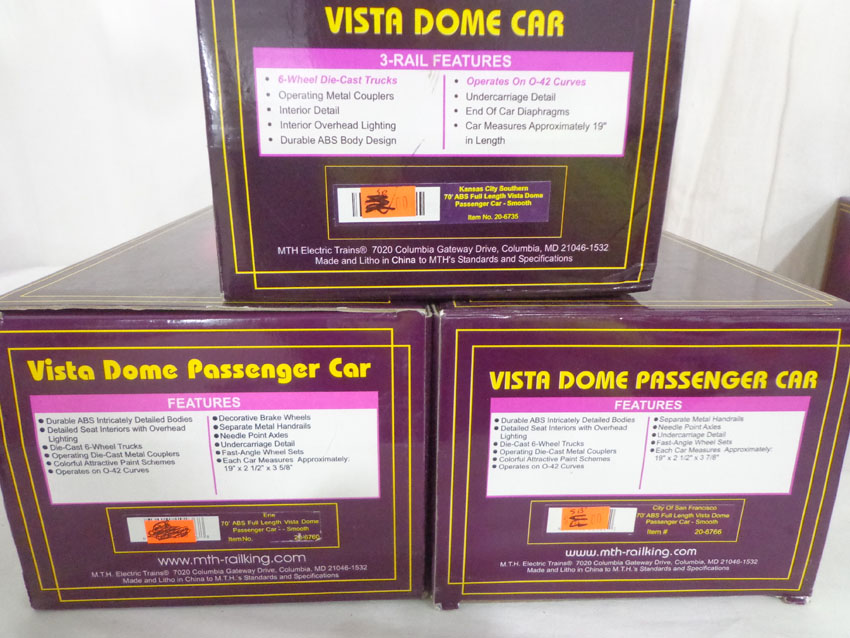 VISTA DOME CAR
3-RAIL FEATURES
• 6-Wheel Die-Cast Trucks
• Operating Metal Couplers
• Interior Detail
• Interior Overhead Lighting
• Durable ABS Body Design
• Operates On O-42 Curves
• Undercarriage Detail
• End Of Car Diaphragms
• Car Measures Approximately 19"
in Length
Kansas City Southern
70' ABS Full Length Vista Dome
Passenger Car - Smooth
Item No. 20-6735
MTH Electric Trains® 7020 Columbia Gateway Drive, Columbia, MD 21046-1532
Made and Litho in China to MTH's Standards and Specifications
Vista Dome Passenger Car
FEATURES
• Durable ABS Intricately Detailed Bodies
• Detailed Seat Interiors with Overhead
Lighting
• Die-Cast 6-Wheel Trucks
• Operating Die-Cast Metal Couplers
• Colorful Attractive Paint Schemes
• Operates on O-42 Curves
• Decorative Brake Wheels
• Separate Metal Handrails
• Needle Point Axles
• Undercarriage Detail
• Fast-Angle Wheel Sets
• Each Car Measures Approximately:
19" x 2 1/2" x 3 5/8"
Erie
70' ABS Full Length Vista Dome
Passenger Car - - Smooth
Item No. 20-6760
www.mth-railking.com
M.T.H. Electric Trains® 7020 Columbia Gateway Drive, Columbia, MD 21046-1532
Made and Litho in China to M.T.H.'s Standards and Specifications
VISTA DOME PASSENGER CAR
FEATURES
• Durable ABS Intricately Detailed Bodies
• Detailed Seat Interiors with Overhead
Lighting
• Die-Cast 6-Wheel Trucks
• Operating Die-Cast Metal Couplers
• Colorful Attractive Paint Schemes
• Operates on O-42 Curves
• Separate Metal Handrails
• Needle Point Axles
• Undercarriage Detail
• Fast-Angle Wheel Sets
• Each Car Measures Approximately:
19" x 2 1/2" x 3 7/8"
City Of San Francisco
70' ABS Full Length Vista Dome
Passenger Car - Smooth
Item # 20-6766
www.mth-railking.com
M.T.H. Electric Trains® 7020 Columbia Gateway Drive, Columbia, MD 21046-1532
Made and Litho in China to M.T.H.'s Standards and Specifications